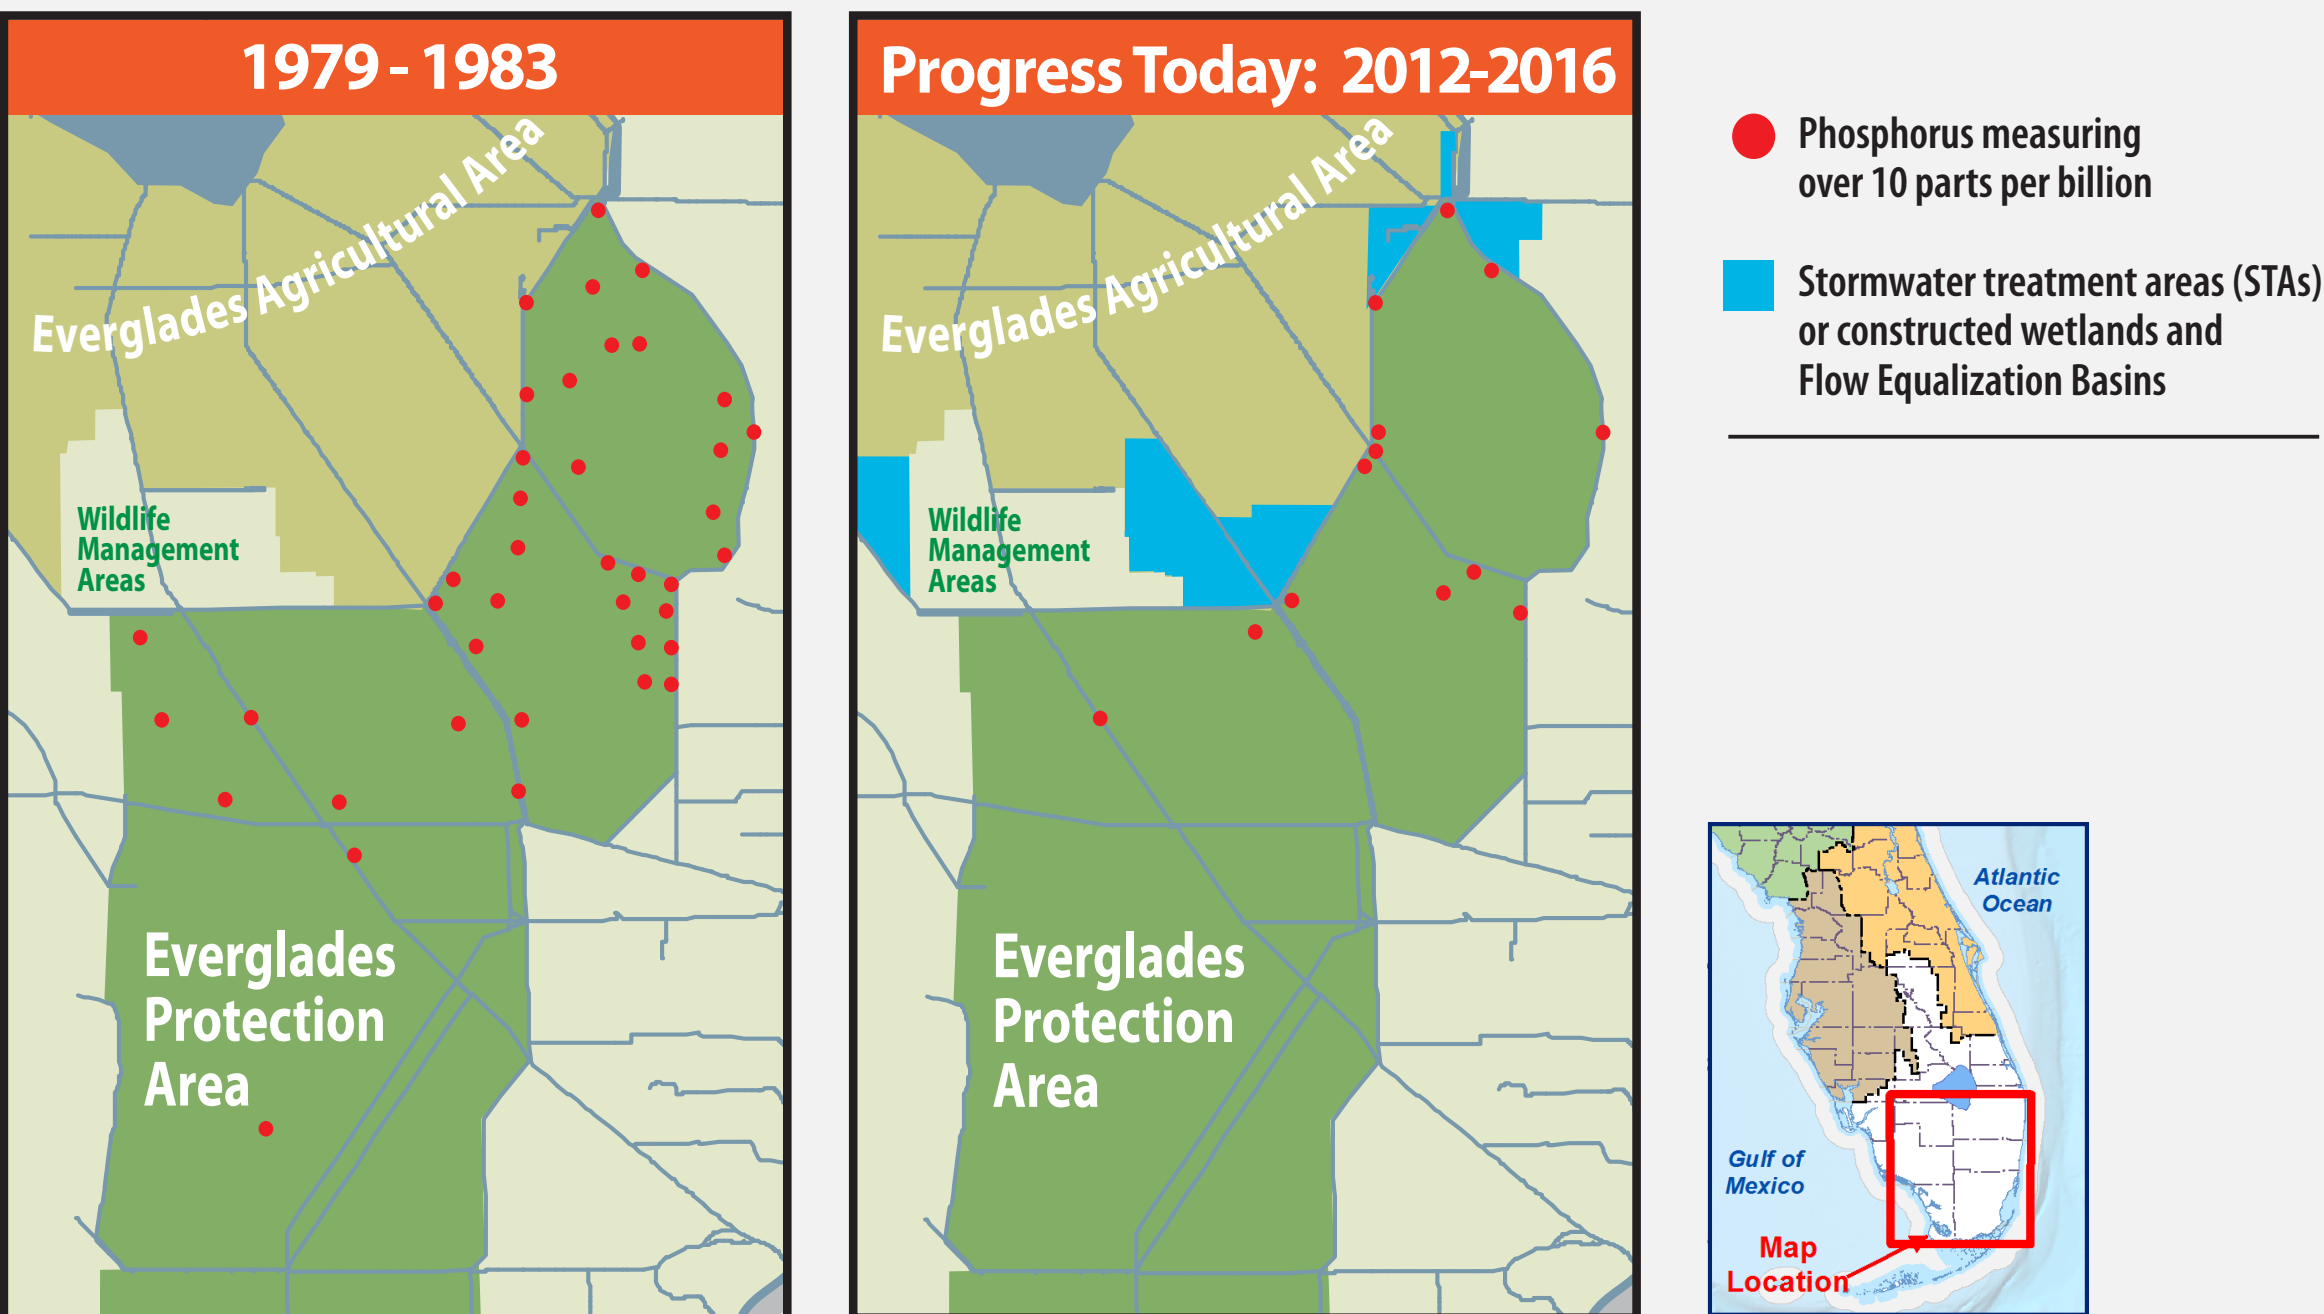 1979 - 1983
Everglades Agricultural Area
Wildlife
Management
Areas
Everglades
Protection
Area
Progress Today: 2012-2016
Everglades Agricultural Area
Wildlife
Management
Areas
Everglades
Protection
Area
Phosphorus measuring
over 10 parts per billion
Stormwater treatment areas (STAs)
or constructed wetlands and
Flow Equalization Basins
Atlantic
Ocean
Gulf of
Mexico
Map
Location